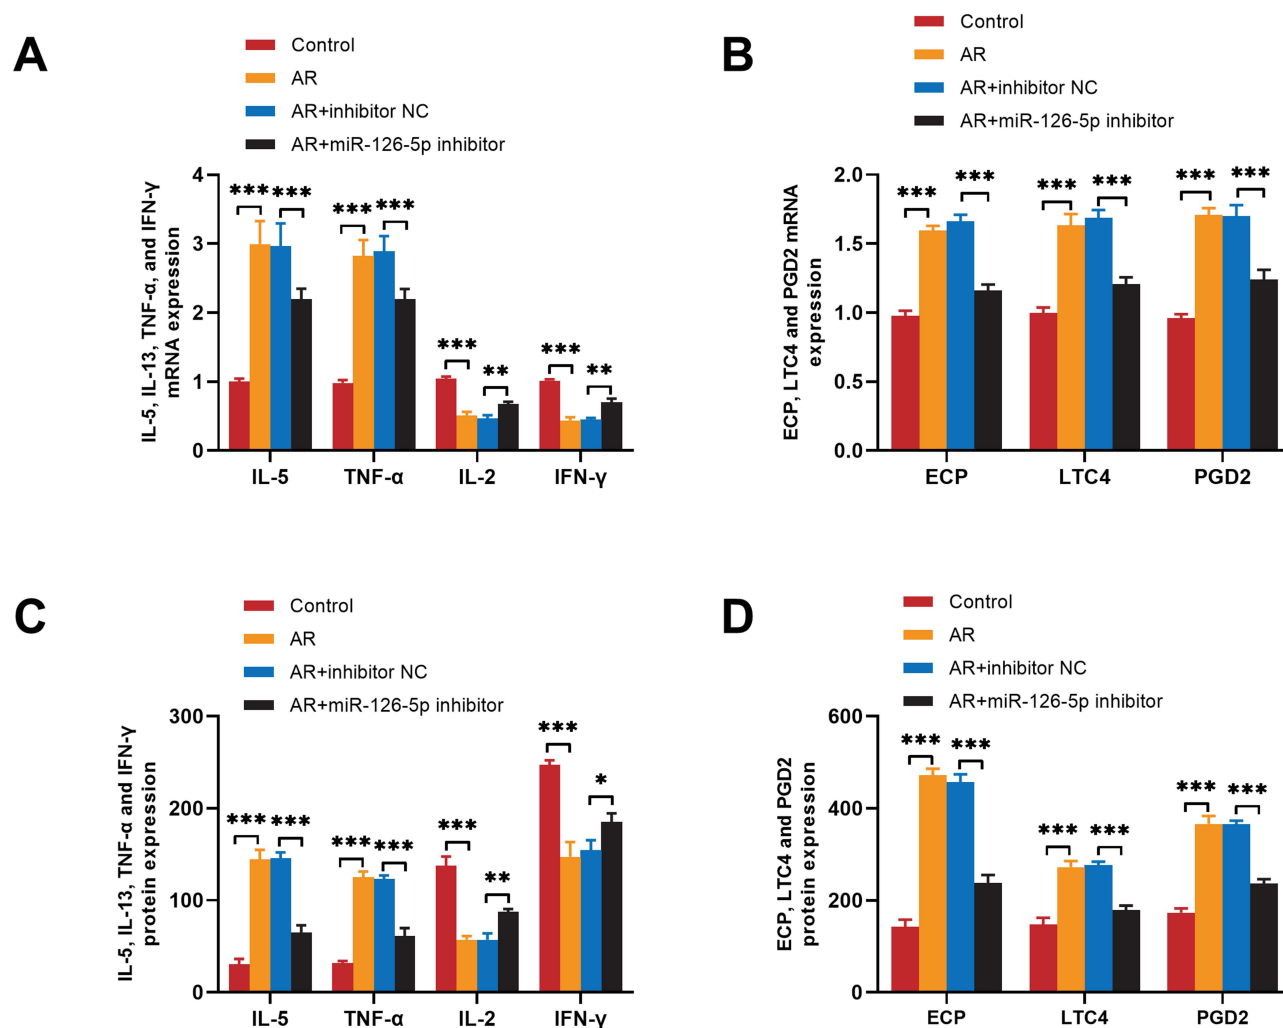 A
Control
AR
AR+inhibitor NC
AR+miR-126-5p inhibitor
IL-5, IL-13, TNF-α, and IFN-γ
mRNA expression
4
3
2
1
0
*** *** *** *** *** ** *** **
IL-5 TNF-α IL-2 IFN-γ
B
Control
AR
AR+inhibitor NC
AR+miR-126-5p inhibitor
ECP, LTC4 and PGD2 mRNA
expression
2.0
1.5
1.0
0.5
0.0
*** *** *** *** *** ***
ECP LTC4 PGD2
C
Control
AR
AR+inhibitor NC
AR+miR-126-5p inhibitor
IL-5, IL-13, TNF-α and IFN-γ
protein expression
300
200
100
0
*** *** *** *** *** ** *** *
IL-5 TNF-α IL-2 IFN-γ
D
Control
AR
AR+inhibitor NC
AR+miR-126-5p inhibitor
ECP, LTC4 and PGD2
protein expression
600
400
200
0
*** *** *** *** *** ***
ECP LTC4 PGD2